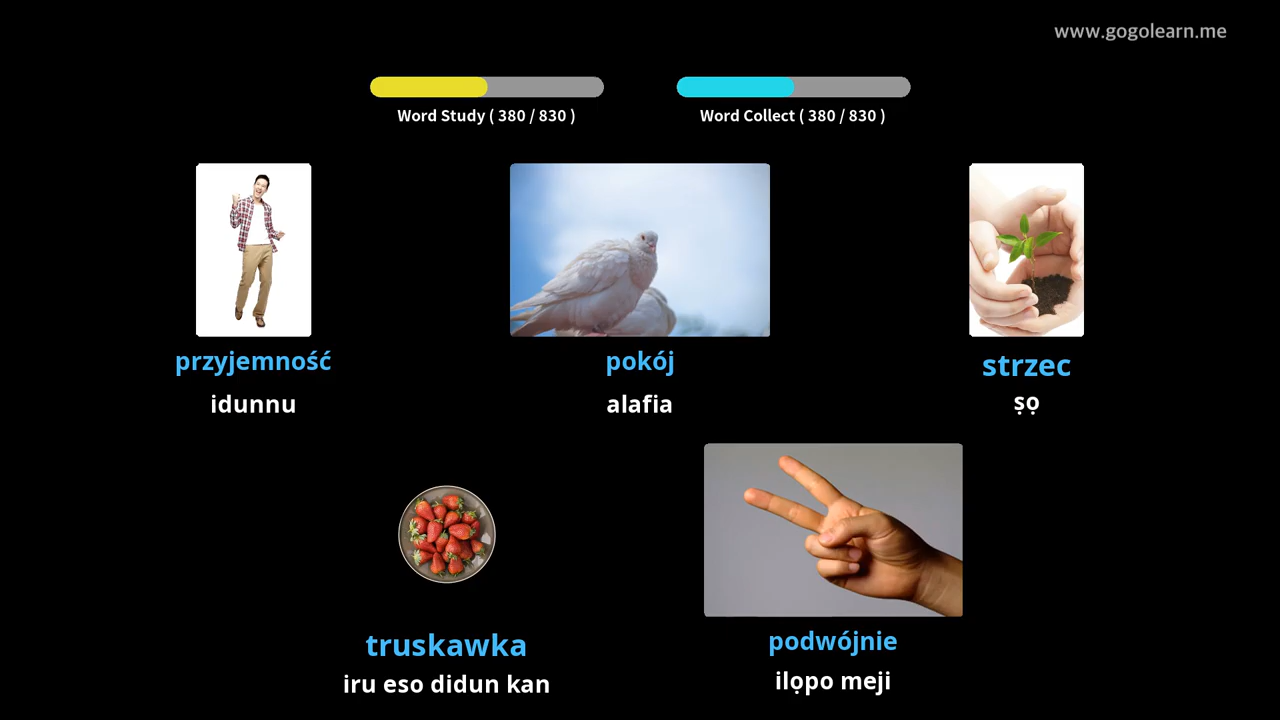 www.gogolearn.me
Word Study ( 380 / 830 )
Word Collect ( 380 / 830 )
przyjemność
idunnu
pokój
alafia
strzec
ṣọ
truskawka
iru eso didun kan
podwójnie
ilọpo meji